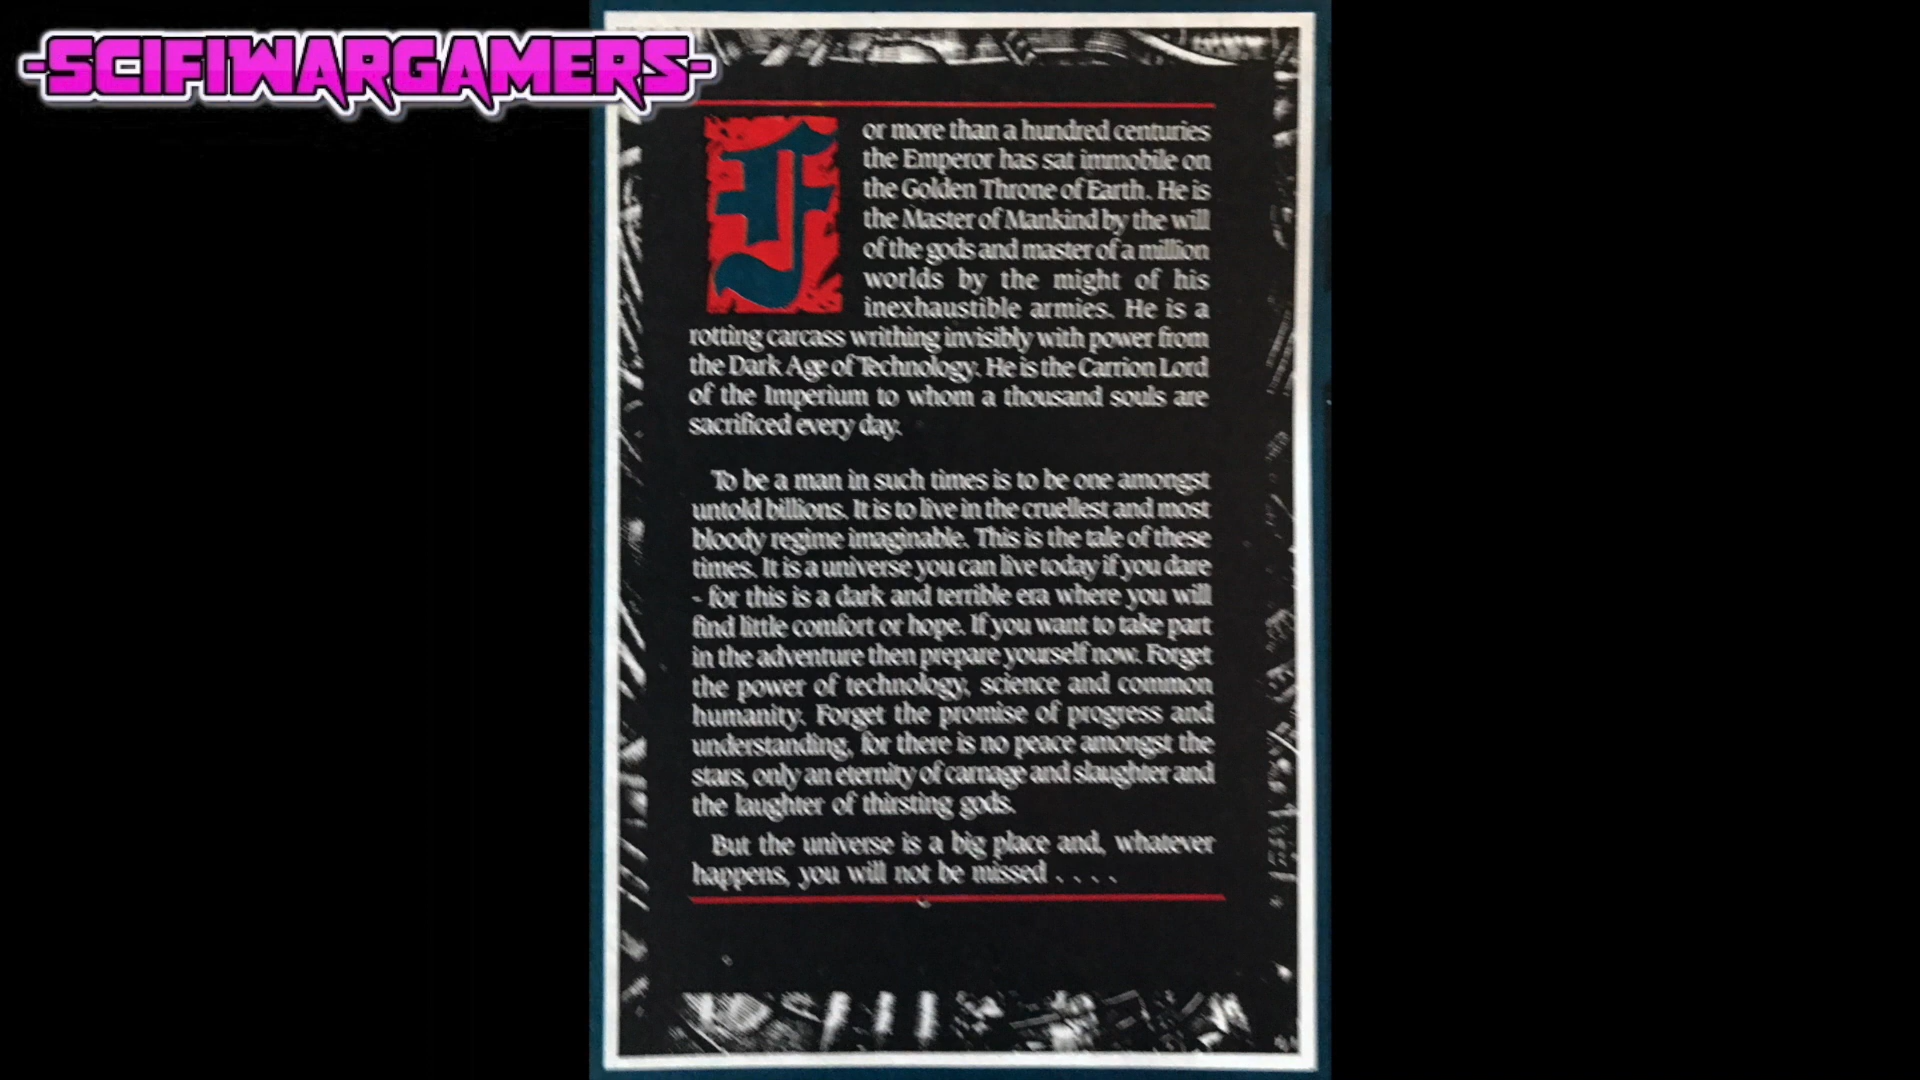 -SCIFIWARGAMERS-
For more than a hundred centuries
the Emperor has sat immobile on
the Golden Throne of Earth. He is
the Master of Mankind by the will
of the gods and master of a million
worlds by the might of his
inexhaustible armies. He is a
rotting carcass writhing invisibly with power from
the Dark Age of Technology. He is the Carrion Lord
of the Imperium to whom a thousand souls are
sacrificed every day.
To be a man in such times is to be one amongst
untold billions. It is to live in the cruellest and most
bloody regime imaginable. This is the tale of these
times. It is a universe you can live today if you dare
- for this is a dark and terrible era where you will
find little comfort or hope. If you want to take part
in the adventure then prepare yourself now. Forget
the power of technology, science and common
humanity. Forget the promise of progress and
understanding, for there is no peace amongst the
stars, only an eternity of carnage and slaughter and
the laughter of thirsting gods.
But the universe is a big place and, whatever
happens, you will not be missed . . . .